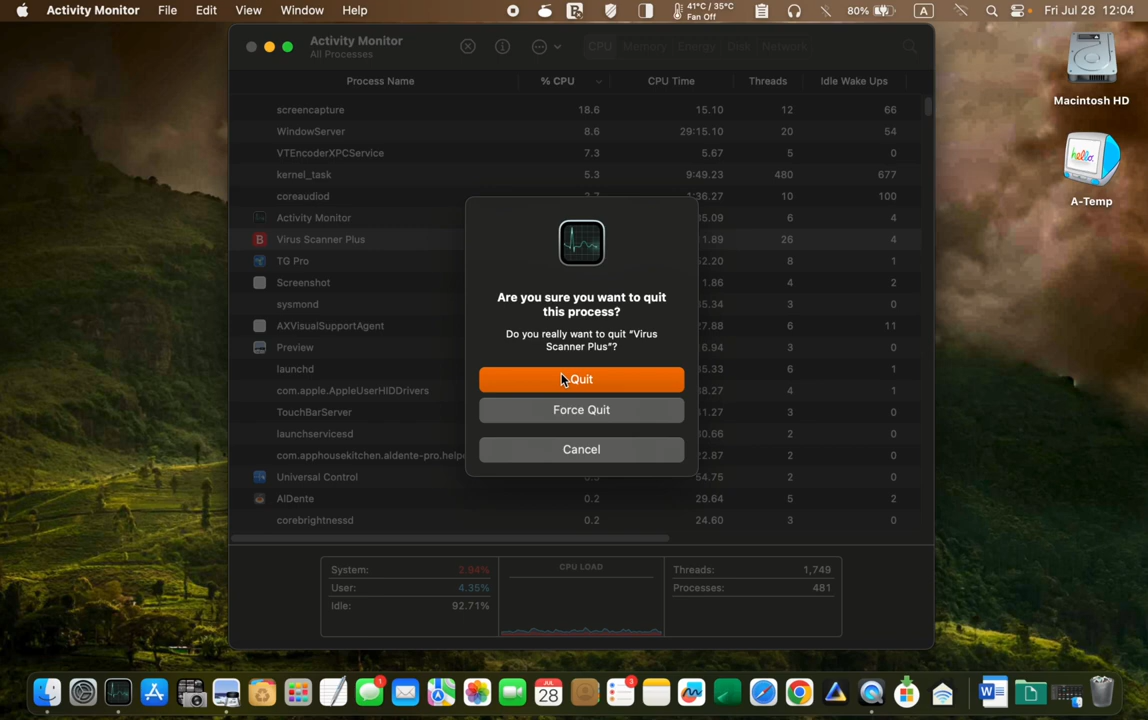 Activity Monitor File Edit View Window Help 41°C / 35°C Fan Off 80% A Fri Jul 28 12:04
Activity Monitor
All Processes
CPU Memory Energy Disk Network
Process Name % CPU CPU Time Threads Idle Wake Ups
screencapture 18.6 15.10 12 66
WindowServer 8.6 29:15.10 20 54
VTEncoderXPCService 7.3 5.67 5 0
kernel_task 5.3 9:49.23 480 677
coreaudiod 10 100
Activity Monitor 6 4
B Virus Scanner Plus 1.89 26 4
TG Pro 8 1
Screenshot 1.86 4 2
sysmond 3 0
AXVisualSupportAgent 6 11
Preview 3 0
launchd 6 1
com.apple.AppleUserHIDDrivers 4 1
TouchBarServer 3 0
launchservicesd 2 0
com.apphousekitchen.aldente-pro.helpe 2 0
Universal Control 54.75 2 0
AlDente 0.2 29.64 5 2
corebrightnessd 0.2 24.60 3 0
Are you sure you want to quit
this process?
Do you really want to quit “Virus
Scanner Plus”?
Quit
Force Quit
Cancel
System: 2.94%
User: 4.35%
Idle: 92.71%
CPU LOAD
Threads: 1,749
Processes: 481
Macintosh HD
hello.
A-Temp
1
JUL
28
3
W